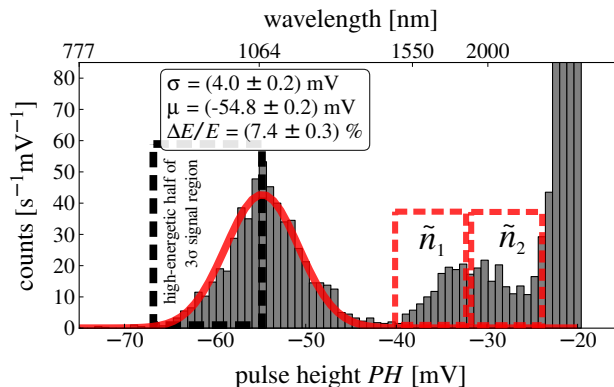 wavelength [nm]
777 1064 1550 2000
80
70
60
50
40
30
20
10
0
counts [s⁻¹mV⁻¹]
σ = (4.0 ± 0.2) mV
μ = (-54.8 ± 0.2) mV
ΔE/E = (7.4 ± 0.3) %
high-energetic half of
3σ signal region
ñ₁ ñ₂
−70 −60 −50 −40 −30 −20
pulse height PH [mV]